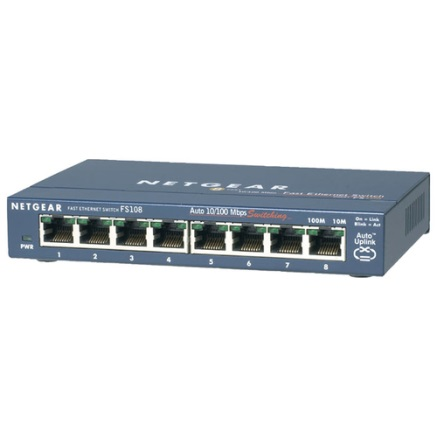 NETGEAR
Fast Ethernet Switch
NETGEAR FAST ETHERNET SWITCH FS108 Auto 10/100 Mbps Switching 100M 10M On = Link
Blink = Act
PWR
1 2 3 4 5 6 7 8
Auto™
Uplink